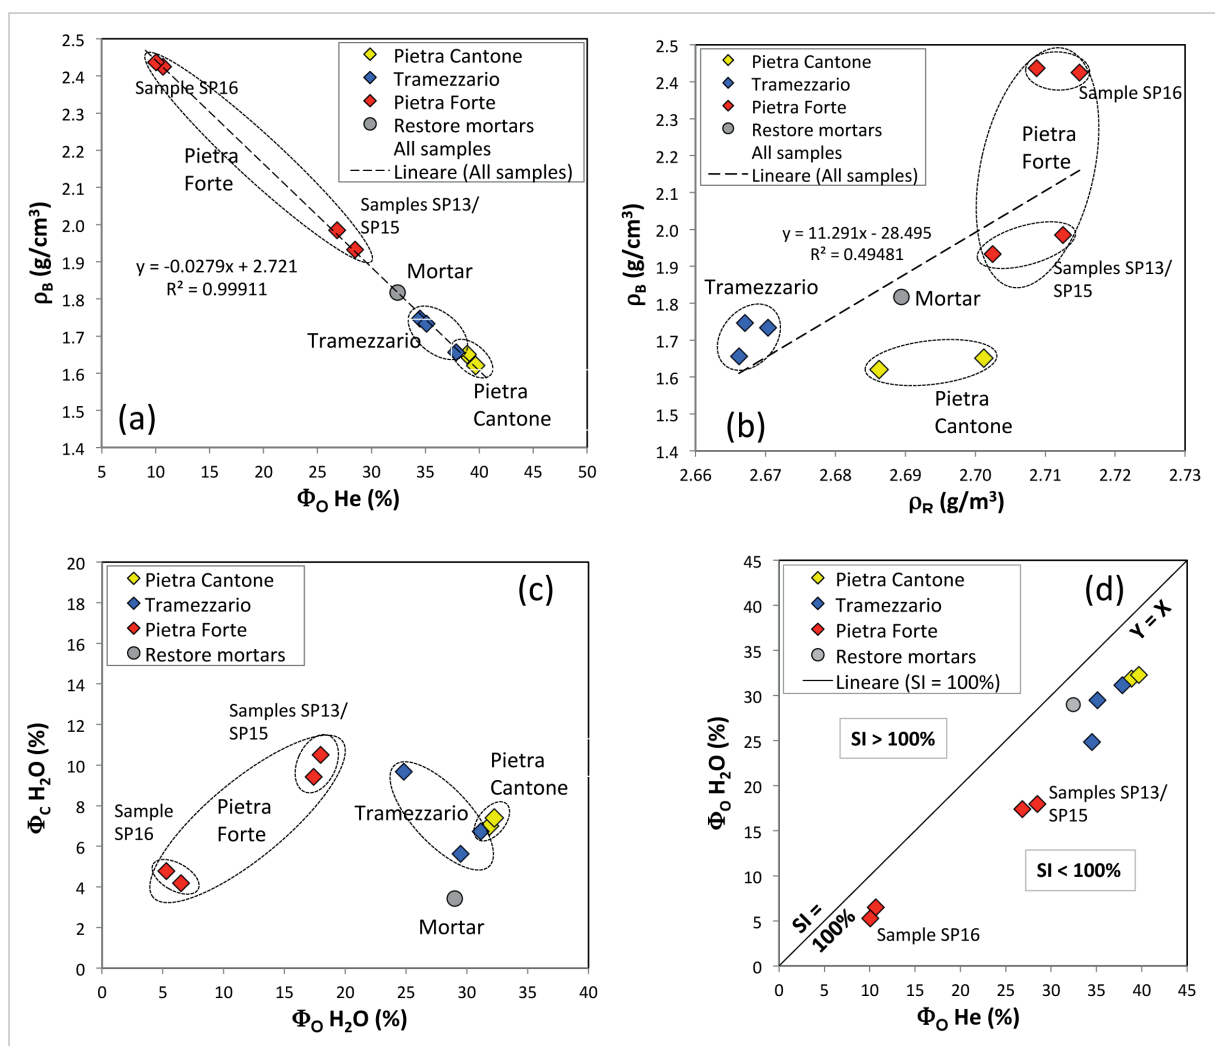 2.5
2.4
2.3
2.2
2.1
2.0
1.9
1.8
1.7
1.6
1.5
1.4
ρB (g/cm³)
Pietra Cantone
Tramezzario
Pietra Forte
Restore mortars
All samples
Lineare (All samples)
Sample SP16
Pietra
Forte
Samples SP13/
SP15
y = -0.0279x + 2.721
R² = 0.99911
Mortar
Tramezzario
Pietra
Cantone
(a)
5 10 15 20 25 30 35 40 45 50
ΦO He (%)
2.5
2.4
2.3
2.2
2.1
2.0
1.9
1.8
1.7
1.6
1.5
1.4
ρB (g/cm³)
Pietra Cantone
Tramezzario
Pietra Forte
Restore mortars
All samples
Lineare (All samples)
Sample SP16
Pietra
Forte
y = 11.291x - 28.495
R² = 0.49481
Samples SP13/
SP15
Tramezzario
Mortar
Pietra
Cantone
(b)
2.66 2.67 2.68 2.69 2.70 2.71 2.72 2.73
ρR (g/m³)
20
18
16
14
12
10
8
6
4
2
0
ΦC H₂O (%)
Pietra Cantone
Tramezzario
Pietra Forte
Restore mortars
(c)
Samples SP13/
SP15
Sample
SP16
Pietra
Forte
Tramezzario
Pietra
Cantone
Mortar
0 5 10 15 20 25 30 35 40
ΦO H₂O (%)
45
40
35
30
25
20
15
10
5
0
ΦO H₂O (%)
Pietra Cantone
Tramezzario
Pietra Forte
Restore mortars
Lineare (SI = 100%)
(d)
Y = X
SI > 100%
Samples SP13/
SP15
SI < 100%
SI =
100%
Sample SP16
0 5 10 15 20 25 30 35 40 45
ΦO He (%)